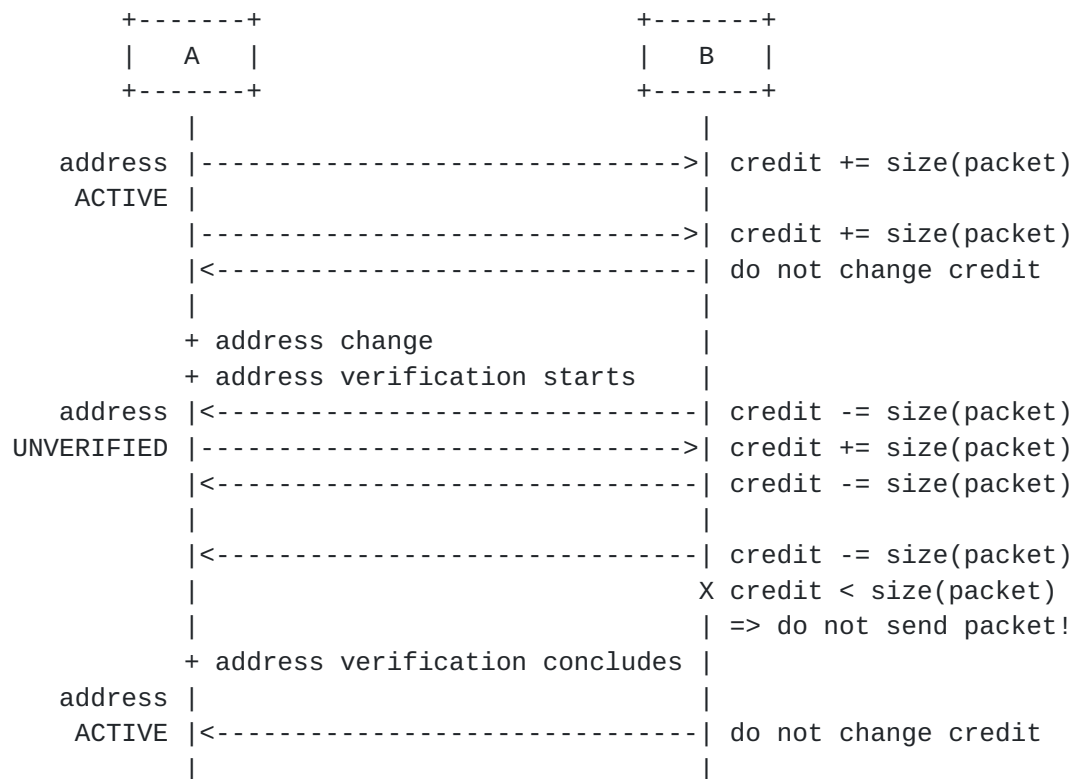 +-------+                        +-------+
|   A   |                        |   B   |
+-------+                        +-------+
    |                                |
address |------------------------------->| credit += size(packet)
ACTIVE |                                |
|------------------------------->| credit += size(packet)
|<-------------------------------| do not change credit
|                                |
+ address change                 |
+ address verification starts    |
address |<-------------------------------| credit -= size(packet)
UNVERIFIED |------------------------------->| credit += size(packet)
|<-------------------------------| credit -= size(packet)
|                                |
|<-------------------------------| credit -= size(packet)
|                                X credit < size(packet)
|                                | => do not send packet!
+ address verification concludes |
address |                                |
ACTIVE |<-------------------------------| do not change credit
|                                |